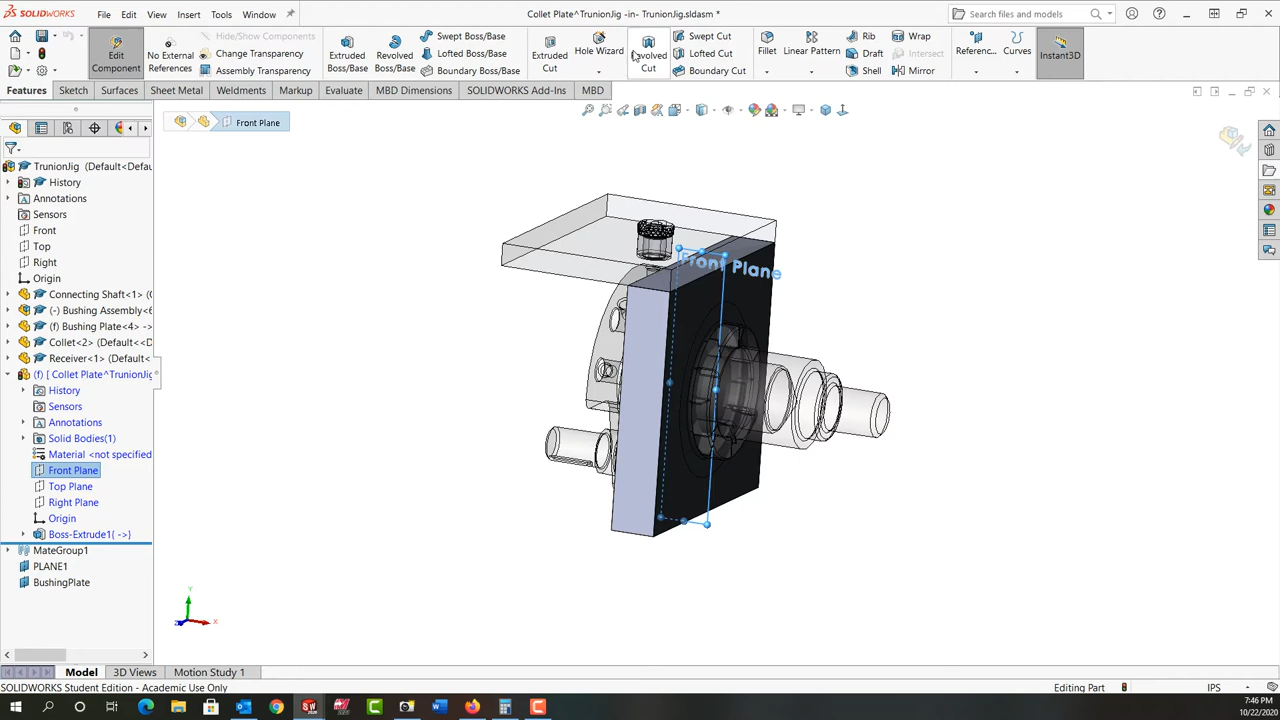 SOLIDWORKS File Edit View Insert Tools Window Collet Plate^TrunionJig -in- TrunionJig.sldasm * Search files and models
Edit Component
No External References
Hide/Show Components
Change Transparency
Assembly Transparency
Extruded Boss/Base
Revolved Boss/Base
Swept Boss/Base
Lofted Boss/Base
Boundary Boss/Base
Extruded Cut
Hole Wizard
Revolved Cut
Swept Cut
Lofted Cut
Boundary Cut
Fillet
Linear Pattern
Rib
Draft
Shell
Wrap
Intersect
Mirror
Referenc...
Curves
Instant3D
Features Sketch Surfaces Sheet Metal Weldments Markup Evaluate MBD Dimensions SOLIDWORKS Add-Ins MBD
Front Plane
TrunionJig (Default<Defau
History
Annotations
Sensors
Front
Top
Right
Origin
Connecting Shaft<1> (
(-) Bushing Assembly<6
(f) Bushing Plate<4> ->
Collet<2> (Default<<D
Receiver<1> (Default<
(f) [ Collet Plate^TrunionJig
History
Sensors
Annotations
Solid Bodies(1)
Material <not specified
Front Plane
Top Plane
Right Plane
Origin
Boss-Extrude1{ ->}
MateGroup1
PLANE1
BushingPlate
Front Plane
Y
X
Z
Model 3D Views Motion Study 1
SOLIDWORKS Student Edition - Academic Use Only Editing Part IPS
7:46 PM
10/22/2020